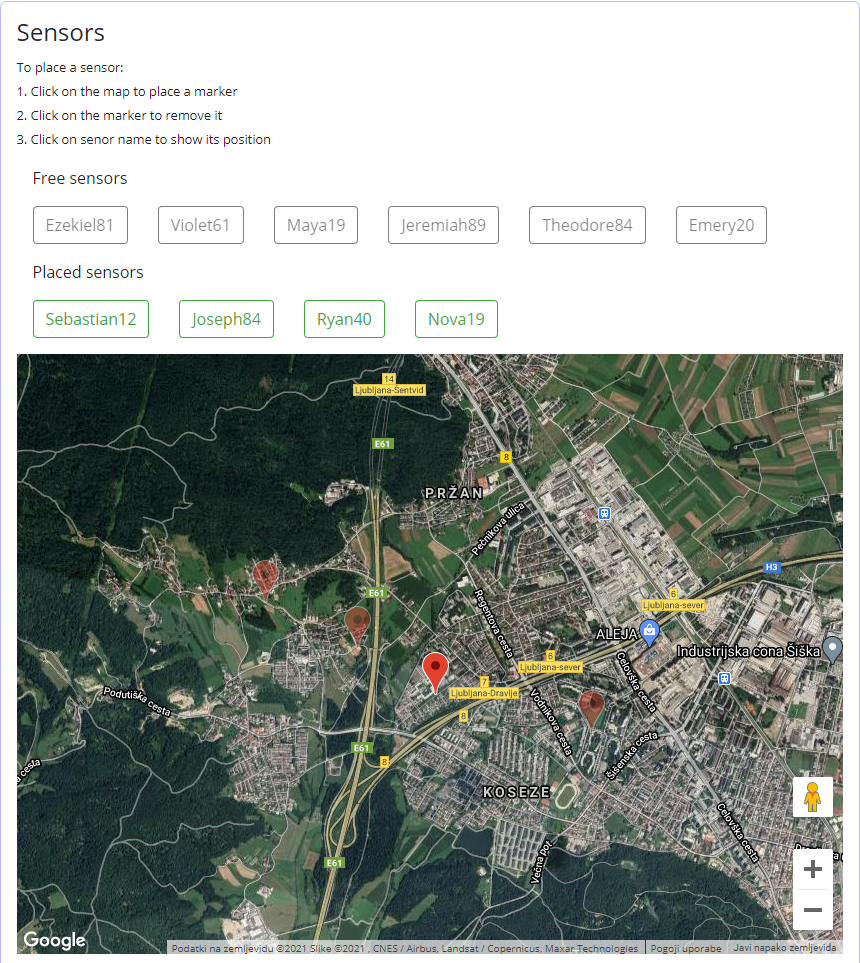 Sensors
To place a sensor:
1. Click on the map to place a marker
2. Click on the marker to remove it
3. Click on senor name to show its position
Free sensors
Ezekiel81 Violet61 Maya19 Jeremiah89 Theodore84 Emery20
Placed sensors
Sebastian12 Joseph84 Ryan40 Nova19
14
Ljubljana-Šentvid
E61
8
PRŽAN
Pečnikova ulica
H3
E61
6
Ljubljana-sever
Regentova cesta
ALEJA
Industrijska cona Šiška
6
Ljubljana-sever
7
Ljubljana-Dravlje
Celovška cesta
Podutiška cesta
8
Vodnikova cesta
E61
8
Šišenska cesta
cesta
KOSEZE
Celovška cesta
Večna pot
E61
Google
Podatki na zemljevidu ©2021 Slike ©2021 , CNES / Airbus, Landsat / Copernicus, Maxar Technologies Pogoji uporabe Javi napako zemljevida